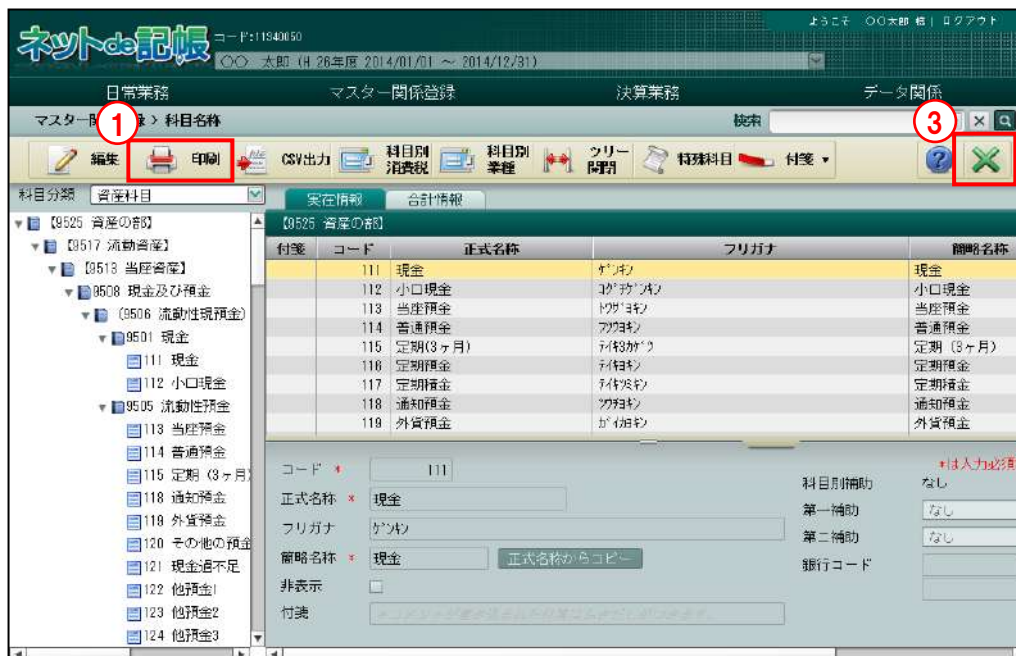 ようこそ 〇〇太郎 様 | ログアウト
ネットde記帳 コード:11940050
〇〇 太郎 (H 26年度 2014/01/01 ～ 2014/12/31)
日常業務 マスター関係登録 決算業務 データ関係
マスター関 録 > 科目名称 検索
① ③
編集 印刷 CSV出力 科目別消費税 科目別業種 ツリー開閉 特殊科目 付箋
科目分類 資産科目
実在情報 合計情報
【9525 資産の部】
【9517 流動資産】
【9513 当座資産】
9508 現金及び預金
(9506 流動性現預金)
9501 現金
111 現金
112 小口現金
9505 流動性預金
113 当座預金
114 普通預金
115 定期(3ヶ月)
118 通知預金
119 外貨預金
120 その他の預金
121 現金過不足
122 他預金1
123 他預金2
124 他預金3
【9525 資産の部】
付箋 コード 正式名称 フリガナ 簡略名称
111 現金 ｹﾞﾝｷﾝ 現金
112 小口現金 ｺｸﾞﾁｹﾞﾝｷﾝ 小口現金
113 当座預金 ﾄｳｻﾞﾖｷﾝ 当座預金
114 普通預金 ﾌﾂｳﾖｷﾝ 普通預金
115 定期(3ヶ月) ﾃｲｷ3ｶｹﾞﾂ 定期(3ヶ月)
116 定期預金 ﾃｲｷﾖｷﾝ 定期預金
117 定期積金 ﾃｲｷﾂﾐｷﾝ 定期積金
118 通知預金 ﾂｳﾁﾖｷﾝ 通知預金
119 外貨預金 ｶﾞｲｶﾖｷﾝ 外貨預金
*は入力必須
コード * 111
正式名称 * 現金
フリガナ ｹﾞﾝｷﾝ
簡略名称 * 現金 正式名称からコピー
非表示
付箋
科目別補助 なし
第一補助 なし
第二補助 なし
銀行コード